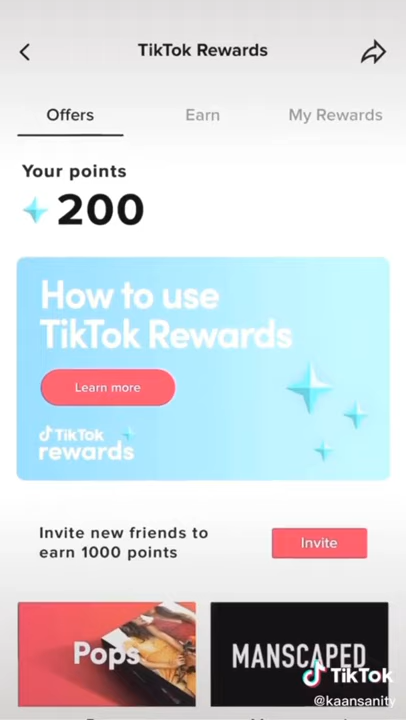 TikTok Rewards
Offers Earn My Rewards
Your points
200
How to use
TikTok Rewards
Learn more
TikTok
rewards
Invite new friends to
earn 1000 points
Invite
Pops
MANSCAPED
TikTok
@kaansanity